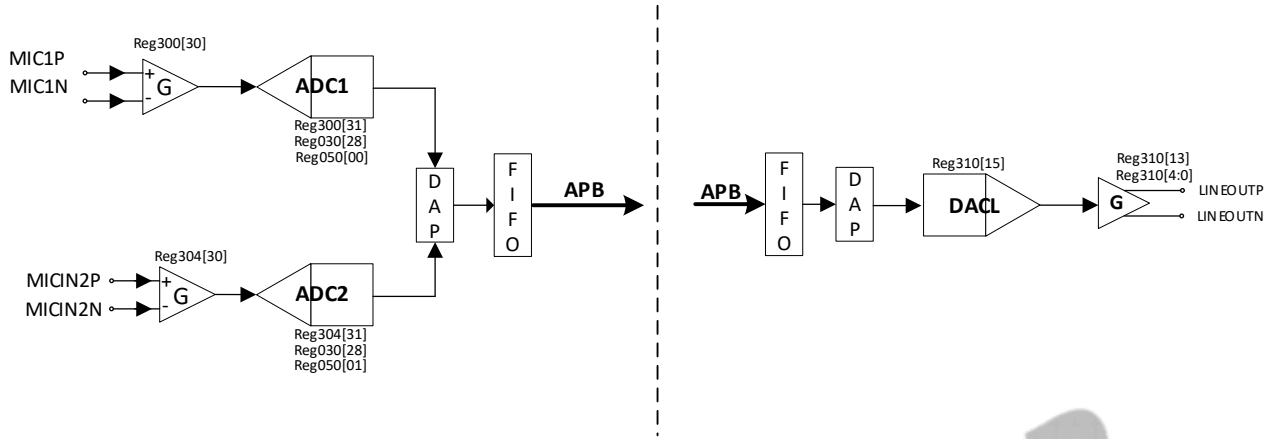 Reg300[30]
MIC1P
MIC1N
+
-
G
ADC1
Reg300[31]
Reg030[28]
Reg050[00]
Reg304[30]
MICIN2P
MICIN2N
+
-
G
ADC2
Reg304[31]
Reg030[28]
Reg050[01]
D
A
P
F
I
F
O
APB
APB
F
I
F
O
D
A
P
Reg310[15]
DACL
Reg310[13]
Reg310[4:0]
G
LINEOUTP
LINEOUTN